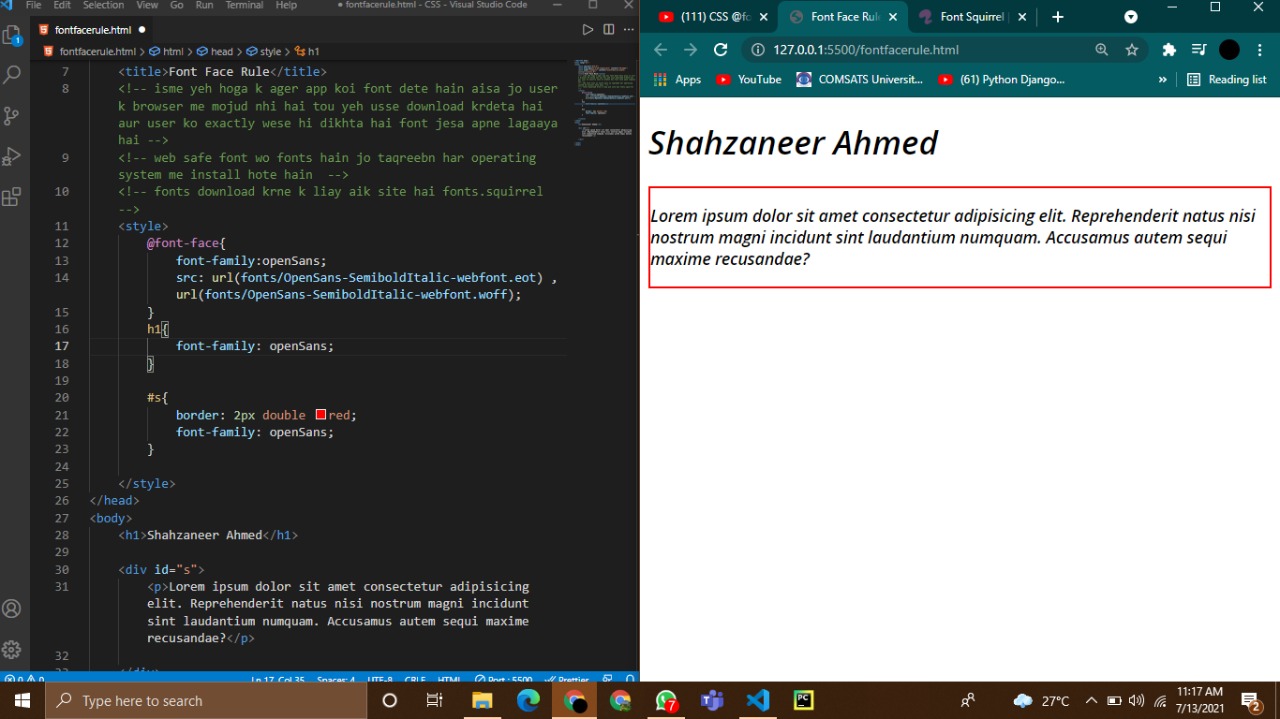 File Edit Selection View Go Run Terminal Help
fontfacerule.html - CSS - Visual Studio Code
fontfacerule.html
fontfacerule.html > html > head > style > h1
7 <title>Font Face Rule</title>
8 <!-- isme yeh hoga k ager app koi font dete hain aisa jo user
k browser me mojud nhi hai tou yeh usse download krdeta hai
aur user ko exactly wese hi dikhta hai font jesa apne lagaaya
hai -->
9 <!-- web safe font wo fonts hain jo taqreebn har operating
system me install hote hain  -->
10 <!-- fonts download krne k liay aik site hai fonts.squirrel
-->
11 <style>
12 @font-face{
13 font-family:openSans;
14 src: url(fonts/OpenSans-SemiboldItalic-webfont.eot) ,
url(fonts/OpenSans-SemiboldItalic-webfont.woff);
15 }
16 h1{
17 font-family: openSans;
18 }
19
20 #s{
21 border: 2px double red;
22 font-family: openSans;
23 }
24
25 </style>
26 </head>
27 <body>
28 <h1>Shahzaneer Ahmed</h1>
29
30 <div id="s">
31 <p>Lorem ipsum dolor sit amet consectetur adipisicing
elit. Reprehenderit natus nisi nostrum magni incidunt
sint laudantium numquam. Accusamus autem sequi maxime
recusandae?</p>
32
33 </div>
0 0 Ln 17, Col 35 Spaces: 4 UTF-8 CRLF HTML Port : 5500 Prettier
(111) CSS @fo
Font Face Rule
Font Squirrel |
127.0.0.1:5500/fontfacerule.html
Apps YouTube COMSATS Universit... (61) Python Django... » Reading list
Shahzaneer Ahmed
Lorem ipsum dolor sit amet consectetur adipisicing elit. Reprehenderit natus nisi
nostrum magni incidunt sint laudantium numquam. Accusamus autem sequi
maxime recusandae?
1
Type here to search
7
PC
27°C
11:17 AM
7/13/2021
2